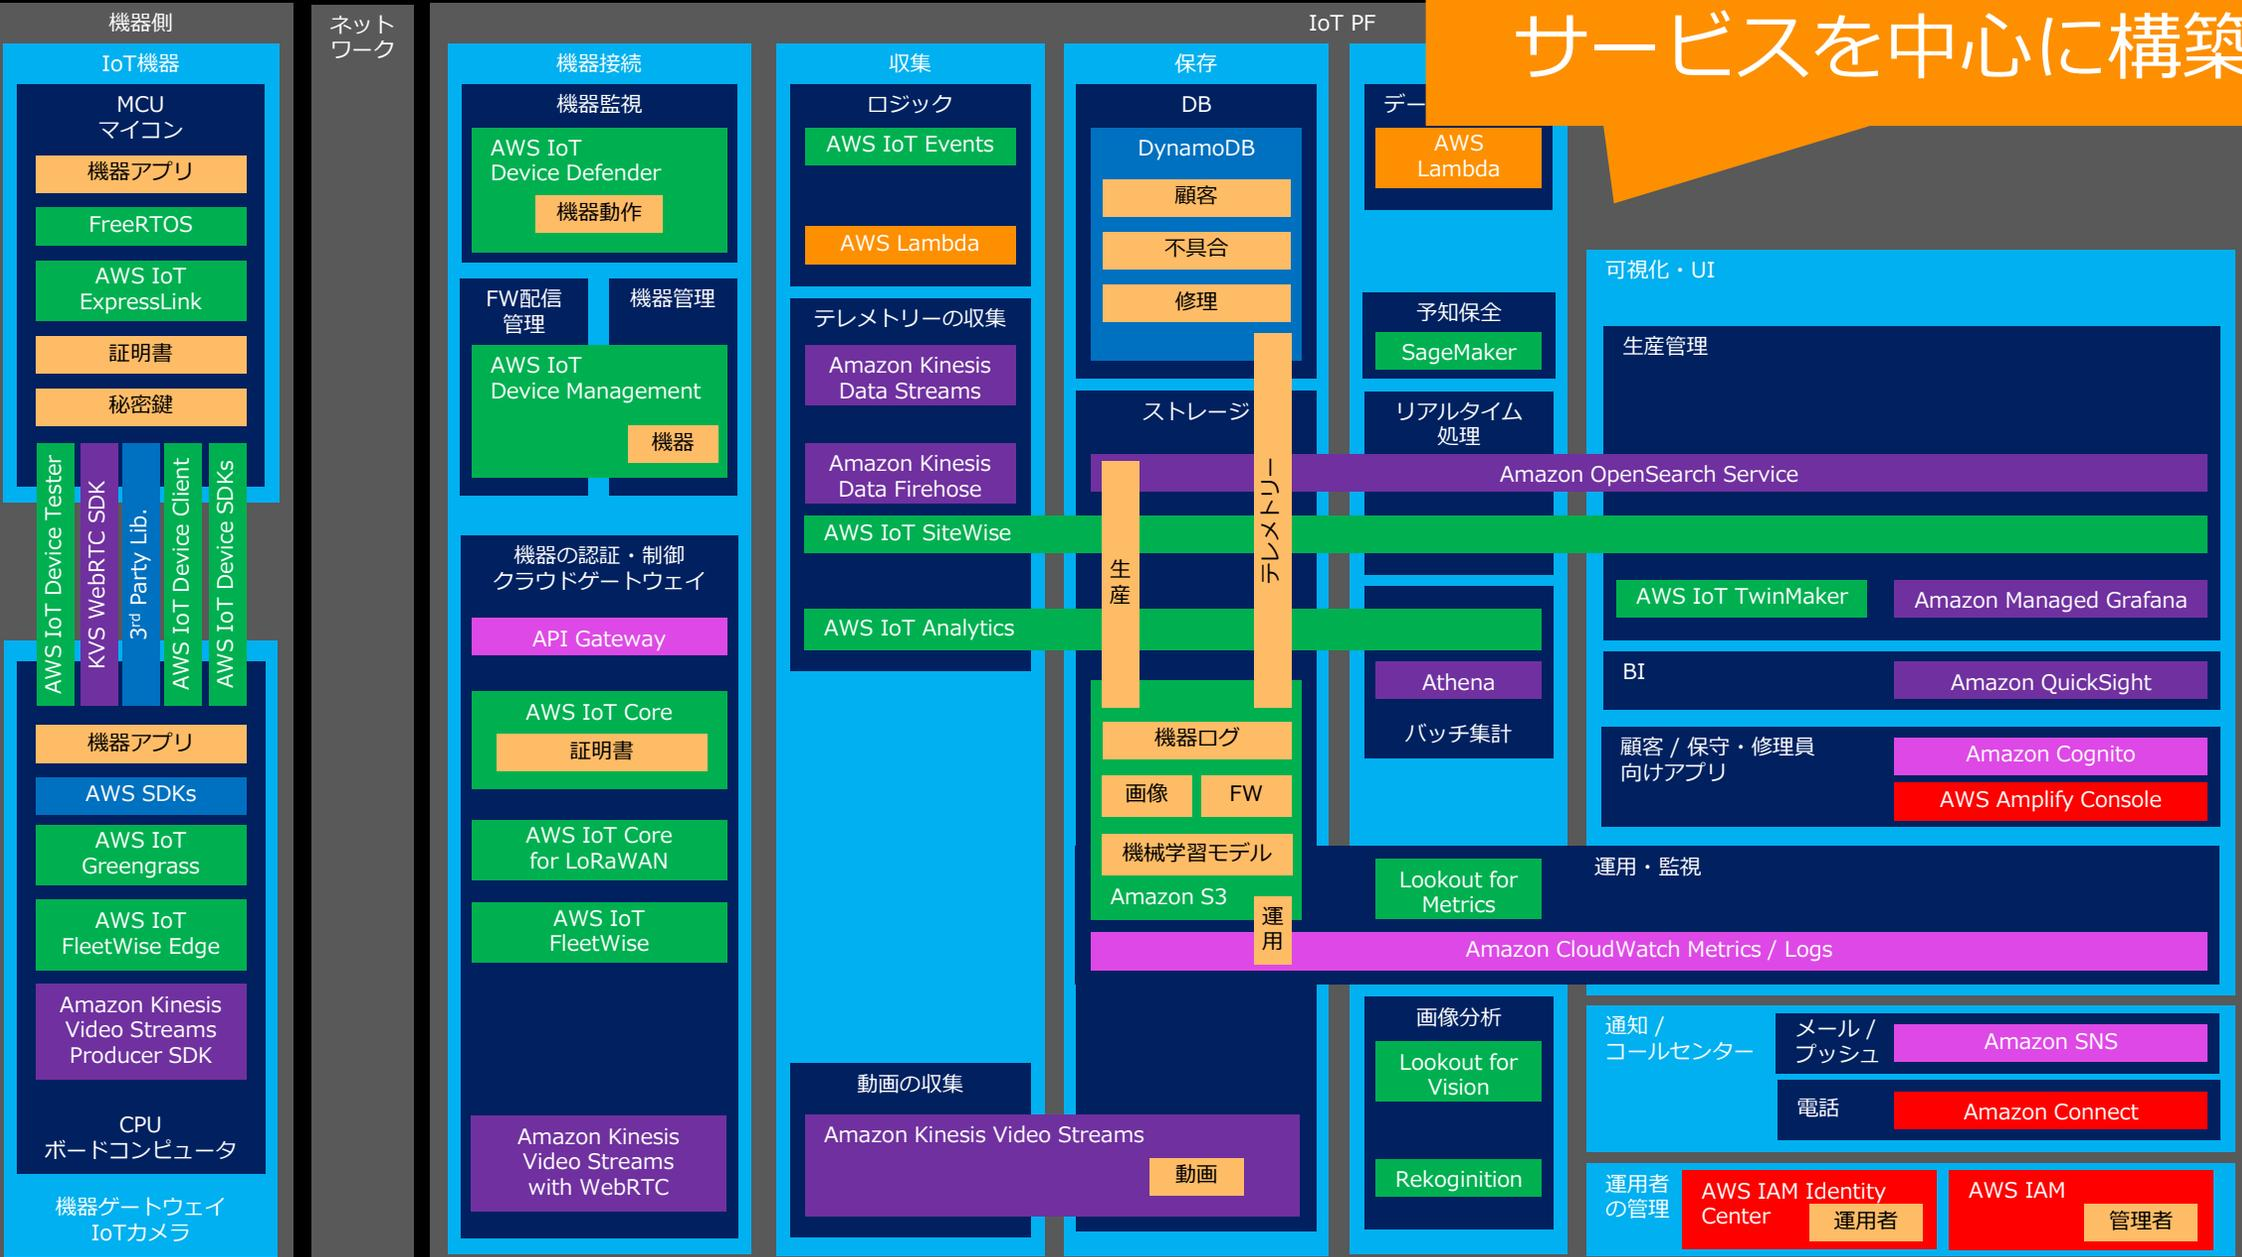 機器側
IoT機器
MCU
マイコン
機器アプリ
FreeRTOS
AWS IoT
ExpressLink
証明書
秘密鍵
AWS IoT Device Tester
KVS WebRTC SDK
3rd Party Lib.
AWS IoT Device Client
AWS IoT Device SDKs
機器アプリ
AWS SDKs
AWS IoT
Greengrass
AWS IoT
FleetWise Edge
Amazon Kinesis
Video Streams
Producer SDK
CPU
ボードコンピュータ
機器ゲートウェイ
IoTカメラ
ネット
ワーク
IoT PF
サービスを中心に構築
機器接続
機器監視
AWS IoT
Device Defender
機器動作
FW配信
管理
機器管理
AWS IoT
Device Management
機器
機器の認証・制御
クラウドゲートウェイ
API Gateway
AWS IoT Core
証明書
AWS IoT Core
for LoRaWAN
AWS IoT
FleetWise
Amazon Kinesis
Video Streams
with WebRTC
収集
ロジック
AWS IoT Events
AWS Lambda
テレメトリーの収集
Amazon Kinesis
Data Streams
Amazon Kinesis
Data Firehose
AWS IoT SiteWise
AWS IoT Analytics
動画の収集
Amazon Kinesis Video Streams
動画
保存
DB
DynamoDB
顧客
不具合
修理
テレメトリー
ストレージ
生産
機器ログ
画像
FW
機械学習モデル
Amazon S3
運用
デー
AWS
Lambda
予知保全
SageMaker
リアルタイム
処理
Amazon OpenSearch Service
Athena
バッチ集計
Lookout for
Metrics
運用・監視
Amazon CloudWatch Metrics / Logs
画像分析
Lookout for
Vision
Rekoginition
可視化・UI
生産管理
AWS IoT TwinMaker
Amazon Managed Grafana
BI
Amazon QuickSight
顧客 / 保守・修理員
向けアプリ
Amazon Cognito
AWS Amplify Console
通知 /
コールセンター
メール /
プッシュ
Amazon SNS
電話
Amazon Connect
運用者
の管理
AWS IAM Identity
Center
運用者
AWS IAM
管理者